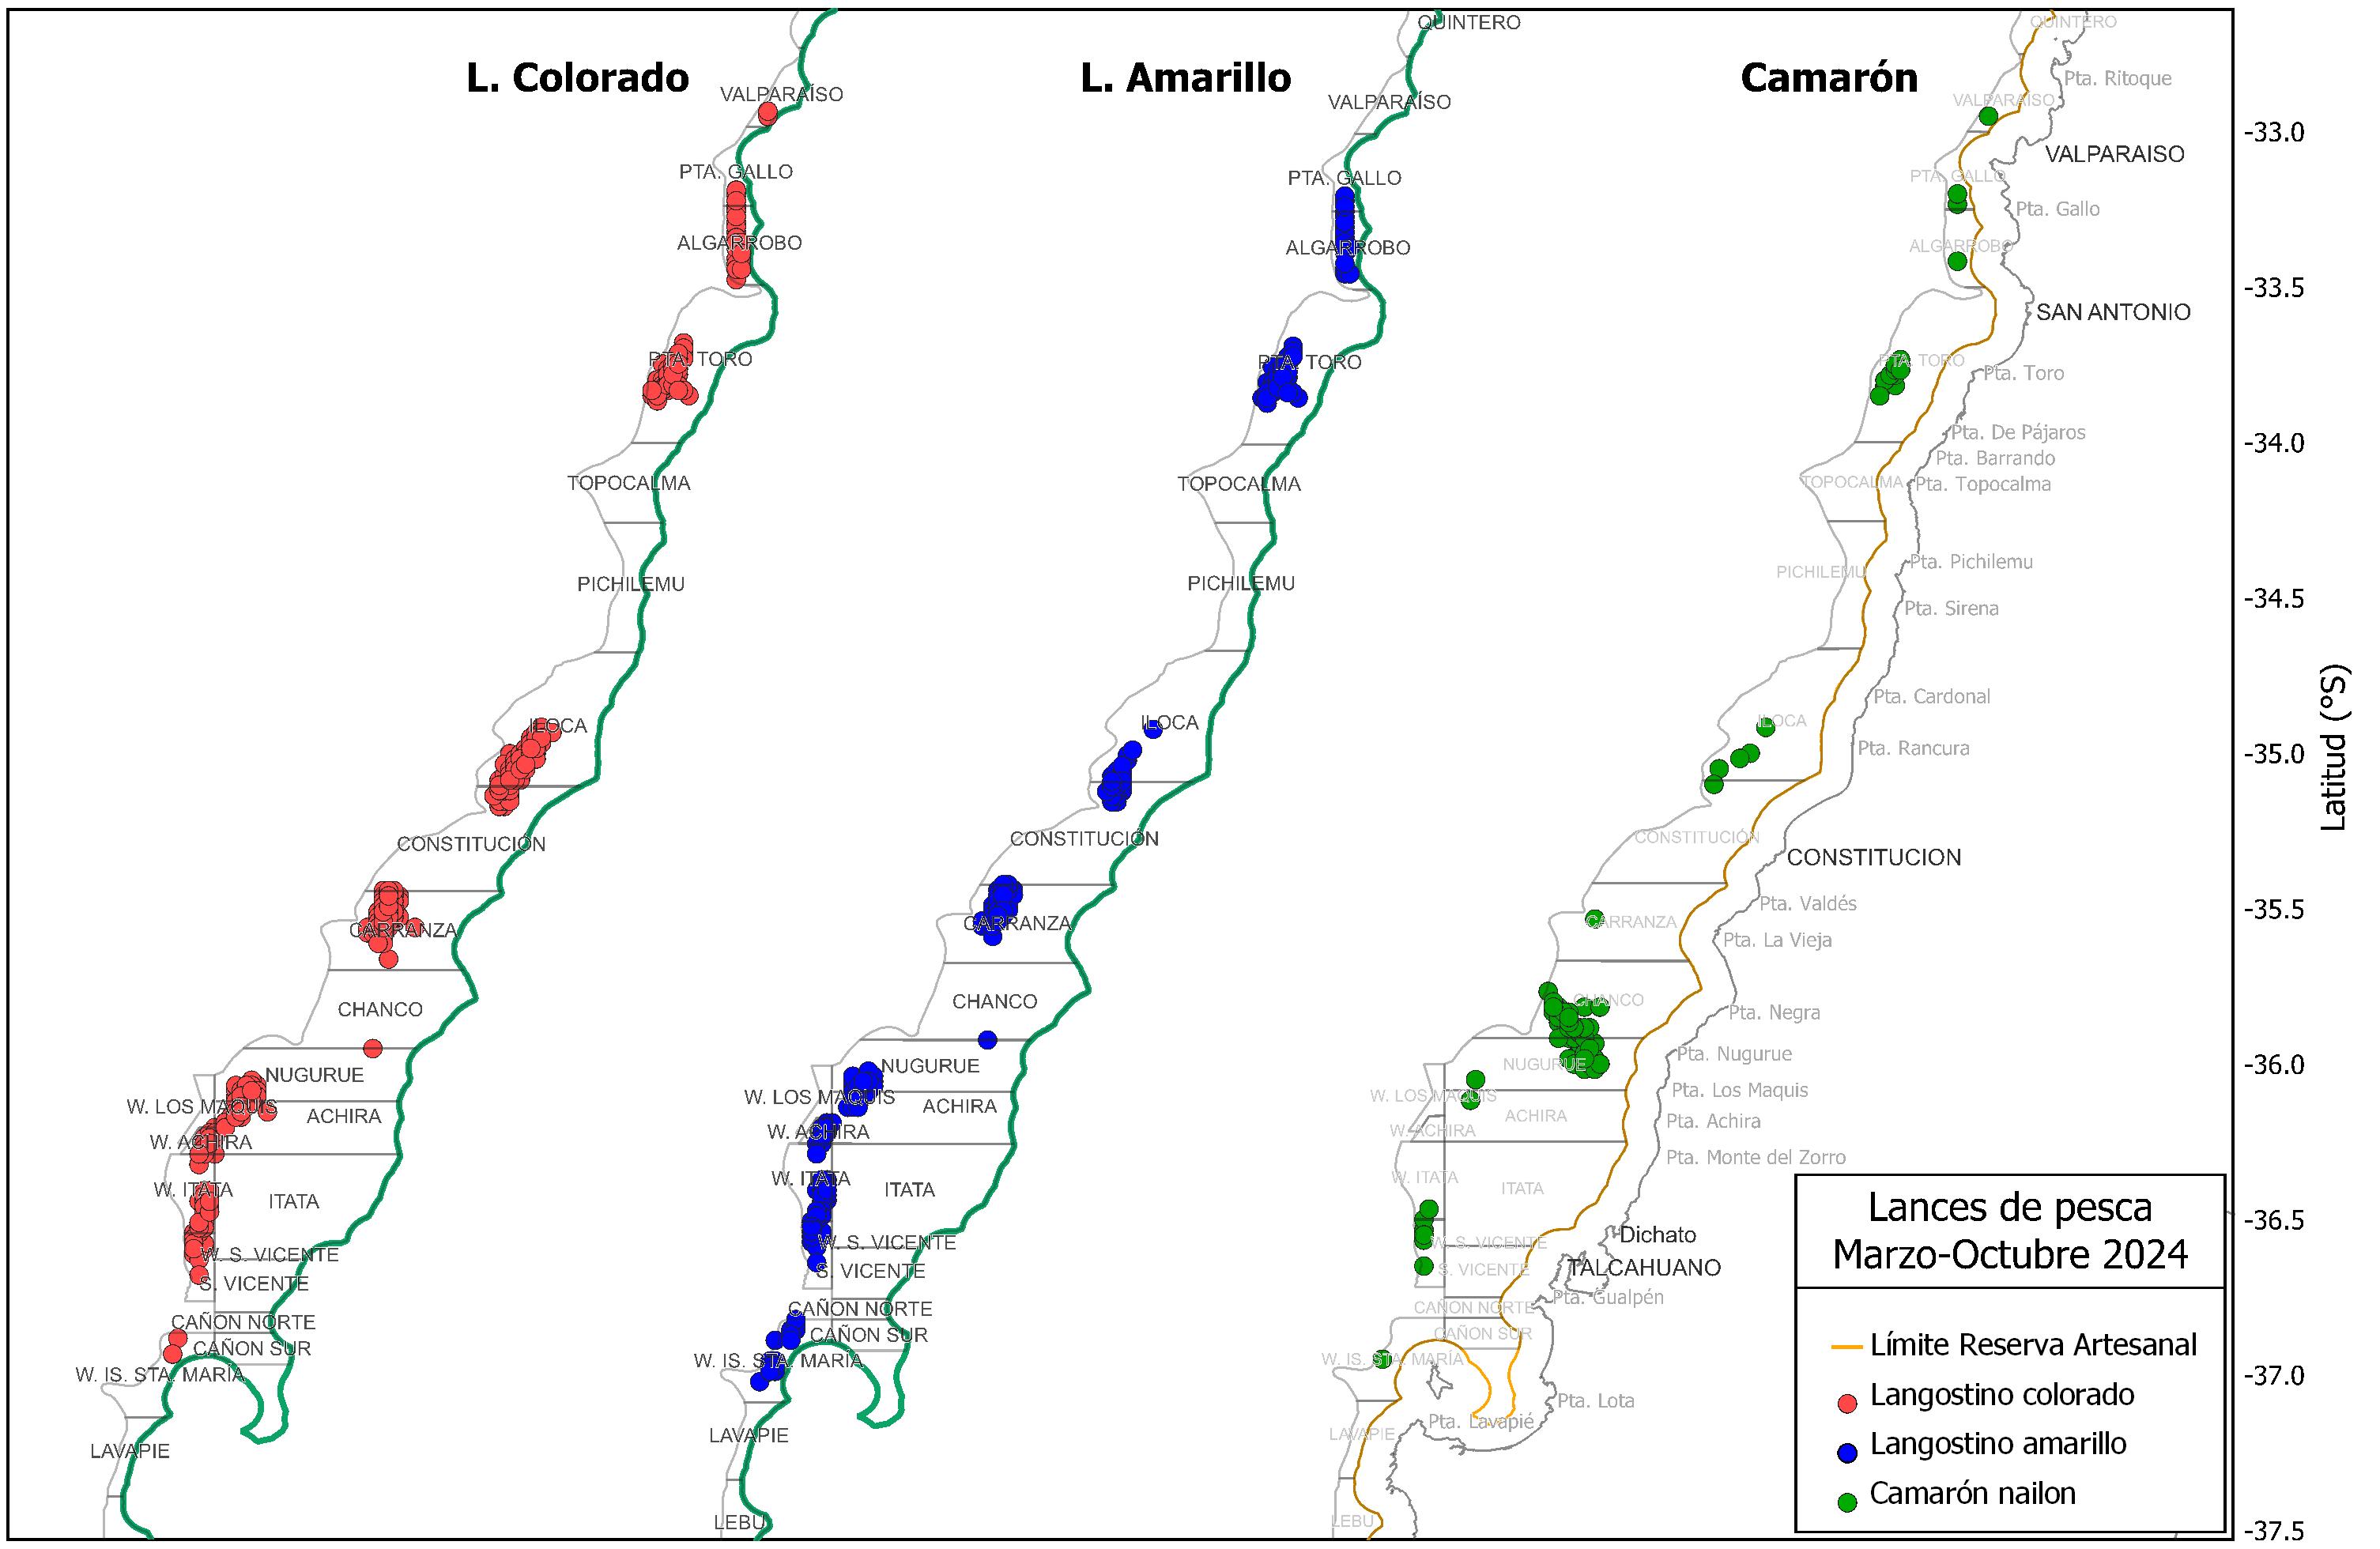 L. Colorado
VALPARAÍSO
PTA. GALLO
ALGARROBO
PTA. TORO
TOPOCALMA
PICHILEMU
ILOCA
CONSTITUCIÓN
CARRANZA
CHANCO
NUGURUE
W. LOS MAQUIS
ACHIRA
W. ACHIRA
W. ITATA
ITATA
W. S. VICENTE
S. VICENTE
CAÑON NORTE
CAÑON SUR
W. IS. STA. MARÍA
LAVAPIE
L. Amarillo
QUINTERO
VALPARAÍSO
PTA. GALLO
ALGARROBO
PTA. TORO
TOPOCALMA
PICHILEMU
ILOCA
CONSTITUCIÓN
CARRANZA
CHANCO
NUGURUE
W. LOS MAQUIS
ACHIRA
W. ACHIRA
W. ITATA
ITATA
W. S. VICENTE
S. VICENTE
CAÑON NORTE
CAÑON SUR
W. IS. STA. MARÍA
LAVAPIE
LEBU
Camarón
QUINTERO
VALPARAISO
PTA. GALLO
ALGARROBO
PTA. TORO
TOPOCALMA
PICHILEMU
ILOCA
CONSTITUCIÓN
CARRANZA
CHANCO
NUGURUE
W. LOS MAQUIS
ACHIRA
W. ACHIRA
W. ITATA
ITATA
W. S. VICENTE
S. VICENTE
CAÑON NORTE
CAÑON SUR
W. IS. STA. MARÍA
LAVAPIE
LEBU
Pta. Ritoque
VALPARAISO
Pta. Gallo
SAN ANTONIO
Pta. Toro
Pta. De Pájaros
Pta. Barrando
Pta. Topocalma
Pta. Pichilemu
Pta. Sirena
Pta. Cardonal
Pta. Rancura
CONSTITUCION
Pta. Valdés
Pta. La Vieja
Pta. Negra
Pta. Nugurue
Pta. Los Maquis
Pta. Achira
Pta. Monte del Zorro
Dichato
TALCAHUANO
Pta. Gualpén
Pta. Lota
Pta. Lavapié
-33.0
-33.5
-34.0
-34.5
-35.0
-35.5
-36.0
-36.5
-37.0
-37.5
Latitud (°S)
Lances de pesca
Marzo-Octubre 2024
Límite Reserva Artesanal
Langostino colorado
Langostino amarillo
Camarón nailon